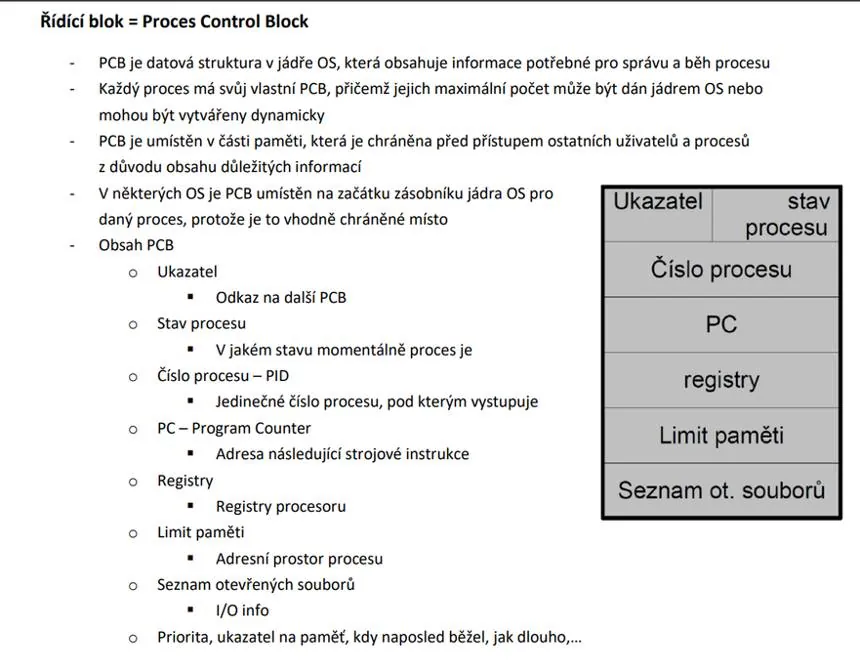 Řídící blok = Proces Control Block
- PCB je datová struktura v jádře OS, která obsahuje informace potřebné pro správu a běh procesu
- Každý proces má svůj vlastní PCB, přičemž jejich maximální počet může být dán jádrem OS nebo
mohou být vytvářeny dynamicky
- PCB je umístěn v části paměti, která je chráněna před přístupem ostatních uživatelů a procesů
z důvodu obsahu důležitých informací
- V některých OS je PCB umístěn na začátku zásobníku jádra OS pro
daný proces, protože je to vhodně chráněné místo
- Obsah PCB
o Ukazatel
▪ Odkaz na další PCB
o Stav procesu
▪ V jakém stavu momentálně proces je
o Číslo procesu – PID
▪ Jedinečné číslo procesu, pod kterým vystupuje
o PC – Program Counter
▪ Adresa následující strojové instrukce
o Registry
▪ Registry procesoru
o Limit paměti
▪ Adresní prostor procesu
o Seznam otevřených souborů
▪ I/O info
o Priorita, ukazatel na paměť, kdy naposled běžel, jak dlouho,…
Ukazatel
stav
procesu
Číslo procesu
PC
registry
Limit paměti
Seznam ot. souborů